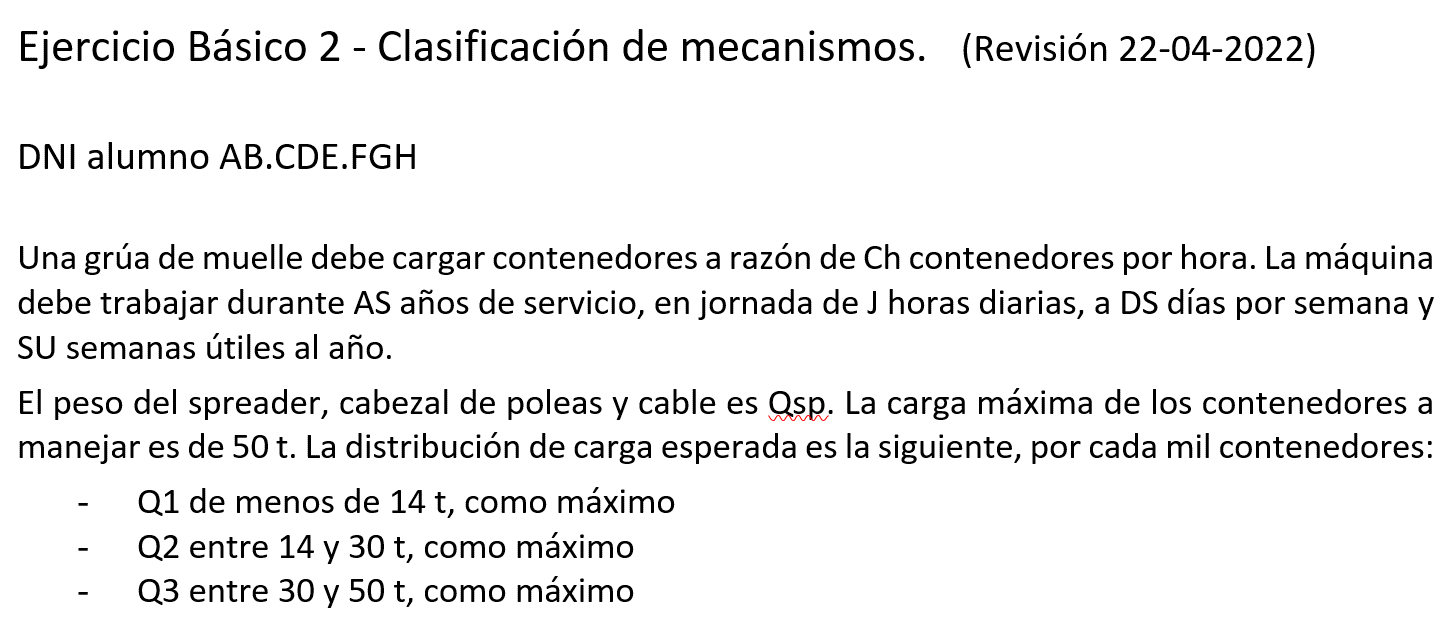 Ejercicio Básico 2 - Clasificación de mecanismos. (Revisión 22-04-2022)
DNI alumno AB.CDE.FGH
Una grúa de muelle debe cargar contenedores a razón de Ch contenedores por hora. La máquina
debe trabajar durante AS años de servicio, en jornada de J horas diarias, a DS días por semana y
SU semanas útiles al año.
El peso del spreader, cabezal de poleas y cable es Qsp. La carga máxima de los contenedores a
manejar es de 50 t. La distribución de carga esperada es la siguiente, por cada mil contenedores:
- Q1 de menos de 14 t, como máximo
- Q2 entre 14 y 30 t, como máximo
- Q3 entre 30 y 50 t, como máximo